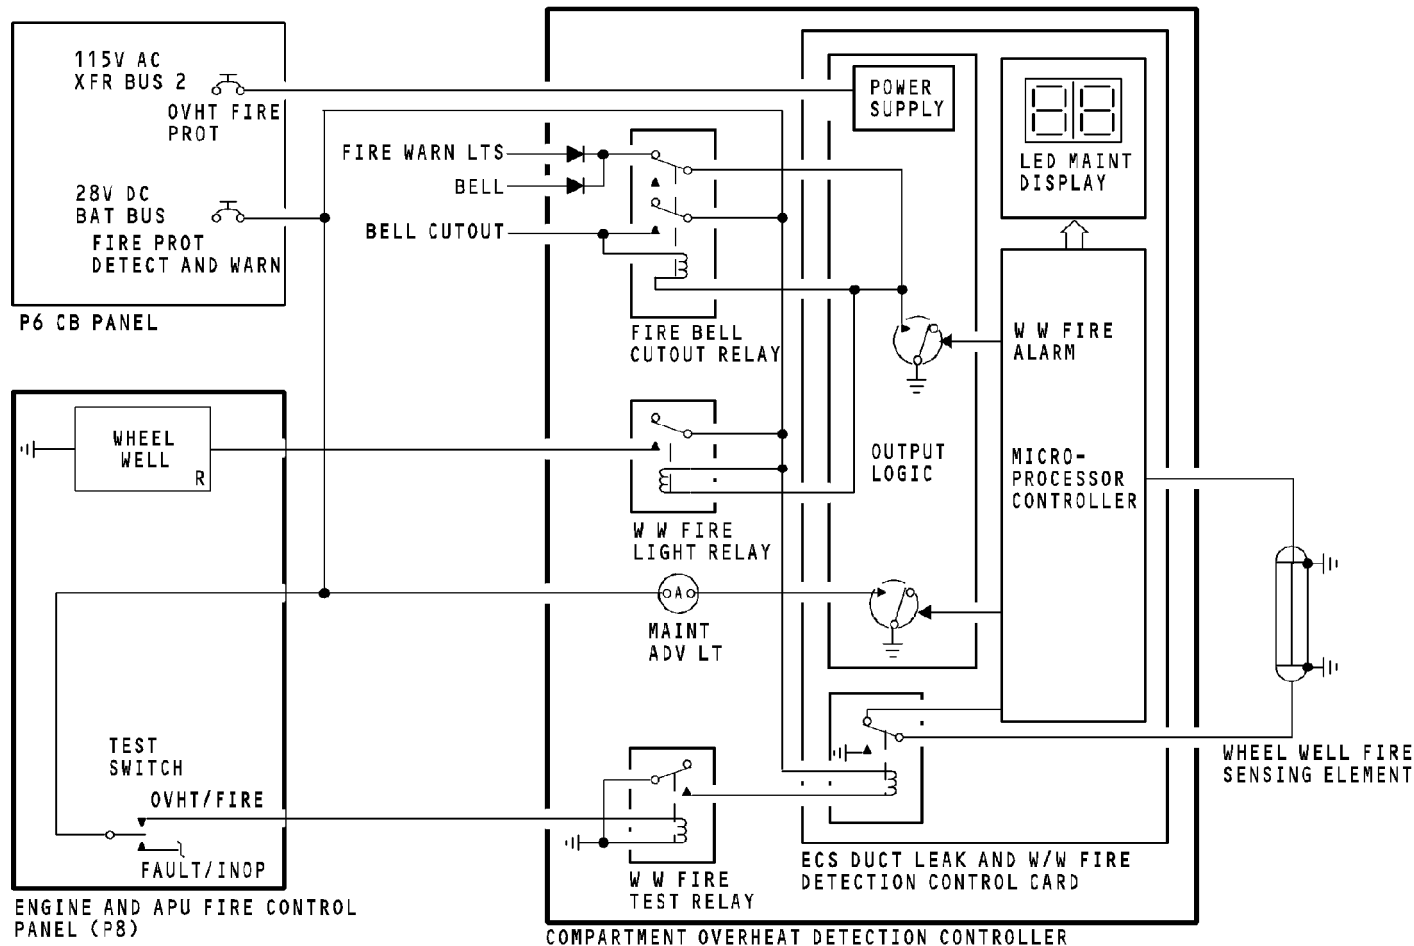 115V AC
XFR BUS 2
OVHT FIRE
PROT
28V DC
BAT BUS
FIRE PROT
DETECT AND WARN
P6 CB PANEL
FIRE WARN LTS
BELL
BELL CUTOUT
FIRE BELL
CUTOUT RELAY
POWER
SUPPLY
LED MAINT
DISPLAY
W W FIRE
ALARM
OUTPUT
LOGIC
MICRO-
PROCESSOR
CONTROLLER
WHEEL
WELL
R
W W FIRE
LIGHT RELAY
A
MAINT
ADV LT
TEST
SWITCH
OVHT/FIRE
FAULT/INOP
ENGINE AND APU FIRE CONTROL
PANEL (P8)
W W FIRE
TEST RELAY
ECS DUCT LEAK AND W/W FIRE
DETECTION CONTROL CARD
WHEEL WELL FIRE
SENSING ELEMENT
COMPARTMENT OVERHEAT DETECTION CONTROLLER